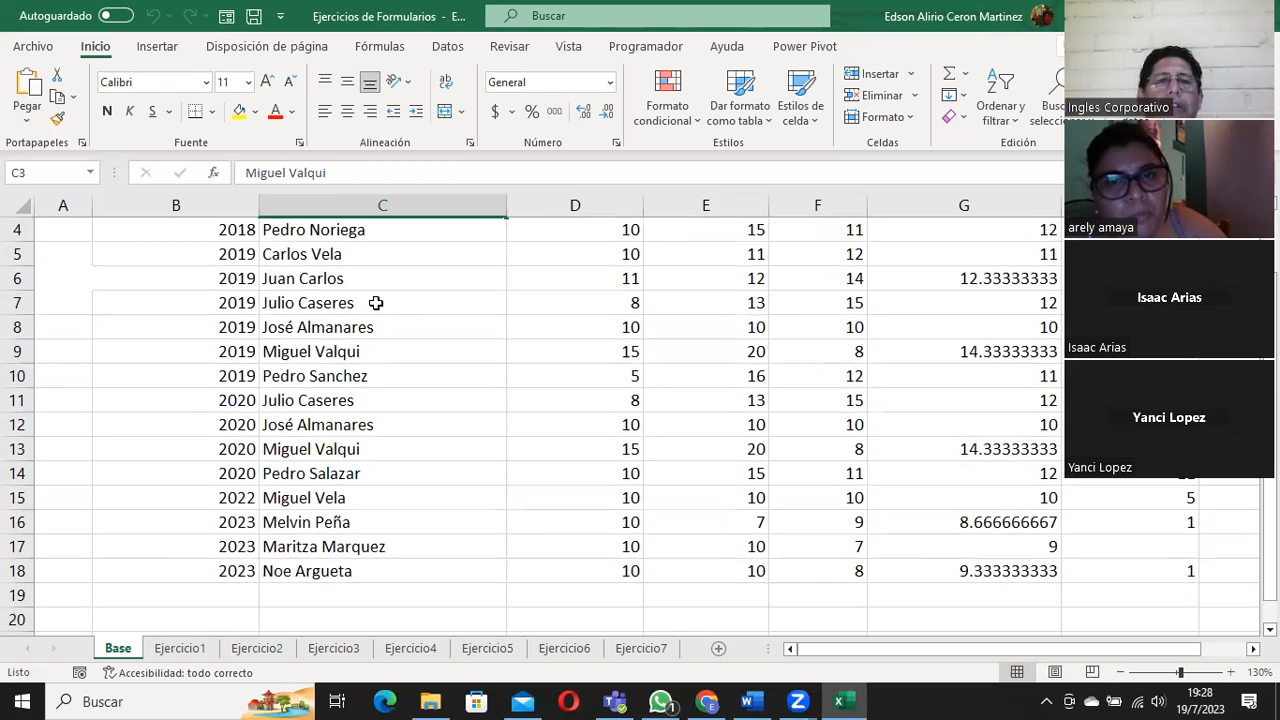 Autoguardado
Ejercicios de Formularios - E...
Buscar
Edson Alirio Ceron Martinez
Archivo Inicio Insertar Disposición de página Fórmulas Datos Revisar Vista Programador Ayuda Power Pivot
Pegar
Calibri 11
N K S
General
$ % 000
Formato condicional
Dar formato como tabla
Estilos de celda
Insertar
Eliminar
Formato
Ordenar y filtrar
Portapapeles Fuente Alineación Número Estilos Celdas Edición
C3 fx Miguel Valqui
A B C D E F G
4 2018 Pedro Noriega 10 15 11 12
5 2019 Carlos Vela 10 11 12 11
6 2019 Juan Carlos 11 12 14 12.33333333
7 2019 Julio Caseres 8 13 15 12
8 2019 José Almanares 10 10 10 10
9 2019 Miguel Valqui 15 20 8 14.33333333
10 2019 Pedro Sanchez 5 16 12 11
11 2020 Julio Caseres 8 13 15 12
12 2020 José Almanares 10 10 10 10
13 2020 Miguel Valqui 15 20 8 14.33333333
14 2020 Pedro Salazar 10 15 11 12
15 2022 Miguel Vela 10 10 10 10 5
16 2023 Melvin Peña 10 7 9 8.666666667 1
17 2023 Maritza Marquez 10 10 7 9
18 2023 Noe Argueta 10 10 8 9.333333333 1
19
20
Ingles Corporativo
arely amaya
Isaac Arias
Isaac Arias
Yanci Lopez
Yanci Lopez
Base Ejercicio1 Ejercicio2 Ejercicio3 Ejercicio4 Ejercicio5 Ejercicio6 Ejercicio7
Listo Accesibilidad: todo correcto 130%
Buscar
1
19:28
19/7/2023